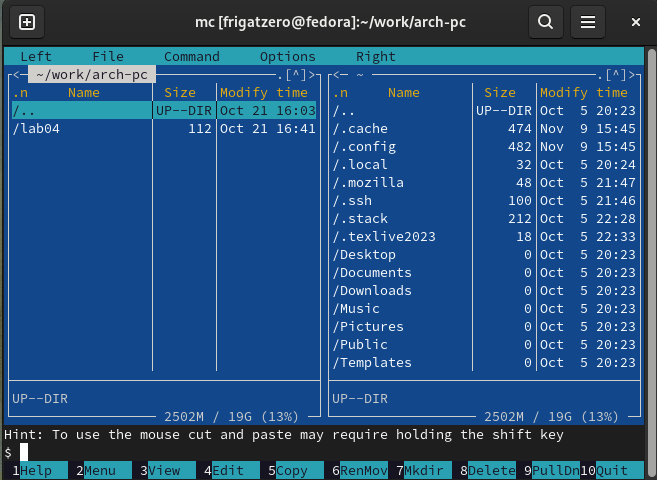 mc [frigatzero@fedora]:~/work/arch-pc
Left File Command Options Right
<─ ~/work/arch-pc ─.[^]> <─ ~ ─.[^]>
.n Name Size Modify time .n Name Size Modify time
/.. UP--DIR Oct 21 16:03 /.. UP--DIR Oct 5 20:23
/lab04 112 Oct 21 16:41 /.cache 474 Nov 9 15:45
/.config 482 Nov 9 15:45
/.local 32 Oct 5 20:24
/.mozilla 48 Oct 5 21:47
/.ssh 100 Oct 5 21:46
/.stack 212 Oct 5 22:28
/.texlive2023 18 Oct 5 22:33
/Desktop 0 Oct 5 20:23
/Documents 0 Oct 5 20:23
/Downloads 0 Oct 5 20:23
/Music 0 Oct 5 20:23
/Pictures 0 Oct 5 20:23
/Public 0 Oct 5 20:23
/Templates 0 Oct 5 20:23
UP--DIR UP--DIR
2502M / 19G (13%) 2502M / 19G (13%)
Hint: To use the mouse cut and paste may require holding the shift key
$
1Help 2Menu 3View 4Edit 5Copy 6RenMov 7Mkdir 8Delete 9PullDn 10Quit